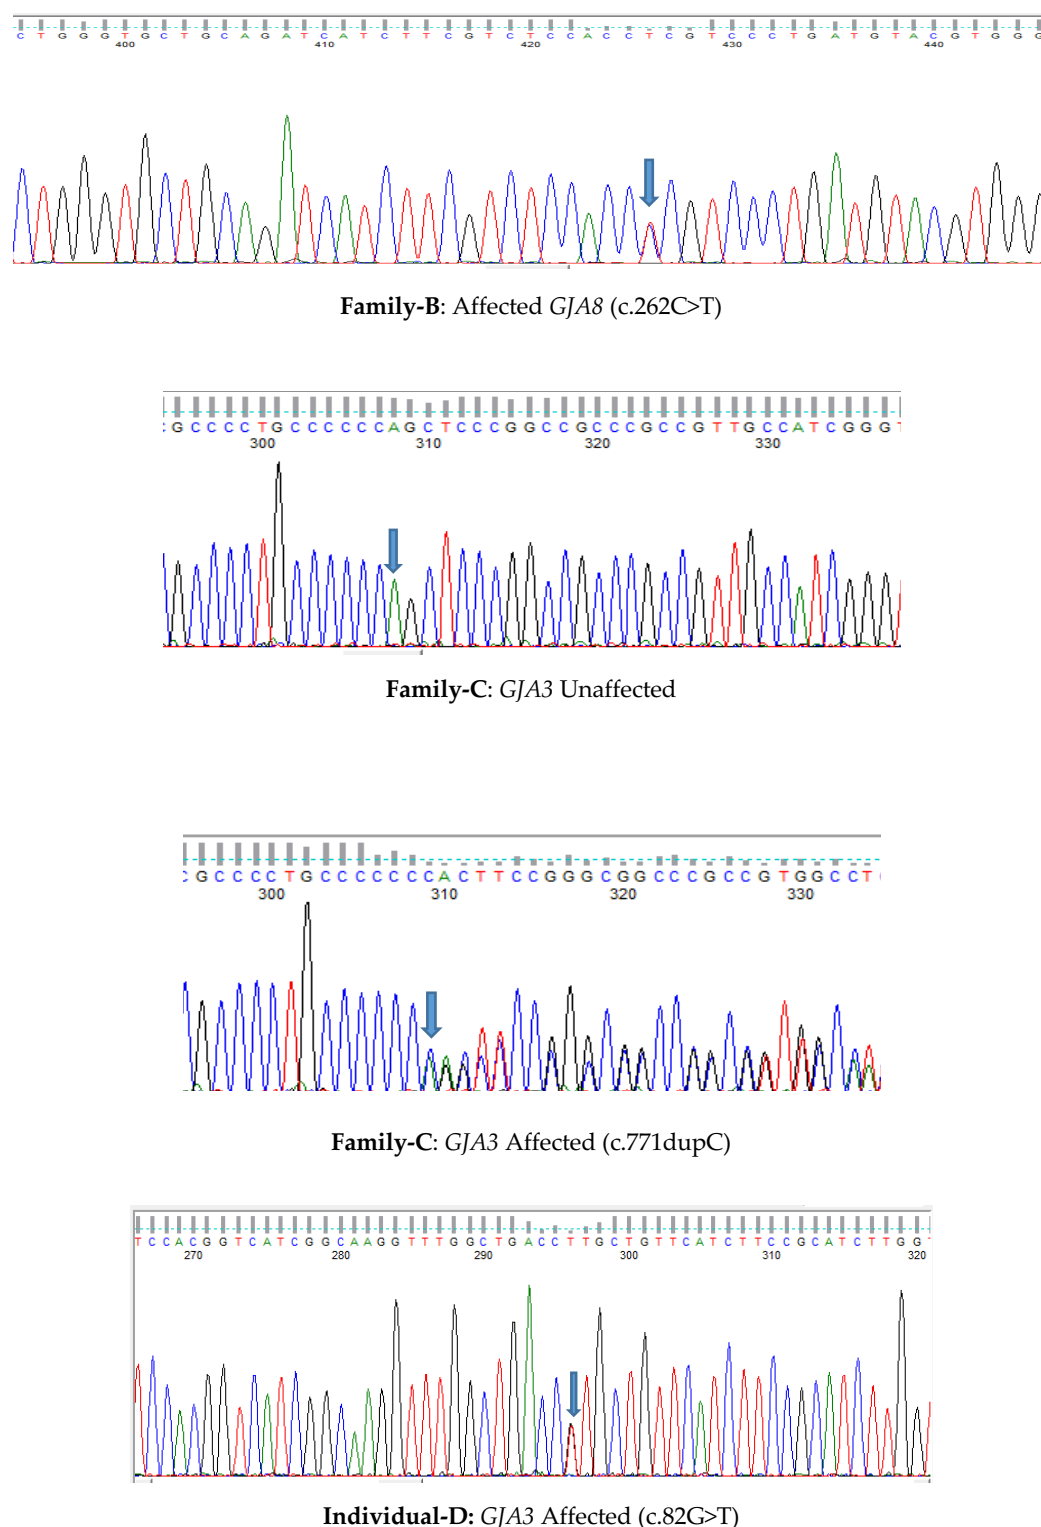 C T G G G T G C T G C A G A T C A T C T T C G T C T C C A C C T C G T C C C T G A T G T A C G T G G G
400 410 420 430 440
Family-B: Affected GJA8 (c.262C>T)
C G C C C C T G C C C C C C A G C T C C C G G C C G C C C G C C G T T G C C A T C G G G T
300 310 320 330
Family-C: GJA3 Unaffected
C G C C C C T G C C C C C C C A C T T C C G G G C G G C C C G C C G T G G C C T C
300 310 320 330
Family-C: GJA3 Affected (c.771dupC)
T C C A C G G T C A T C G G C A A G G T T T G G C T G A C C T T G C T G T T C A T C T T C C G C A T C T T G G T
270 280 290 300 310 320
Individual-D: GJA3 Affected (c.82G>T)